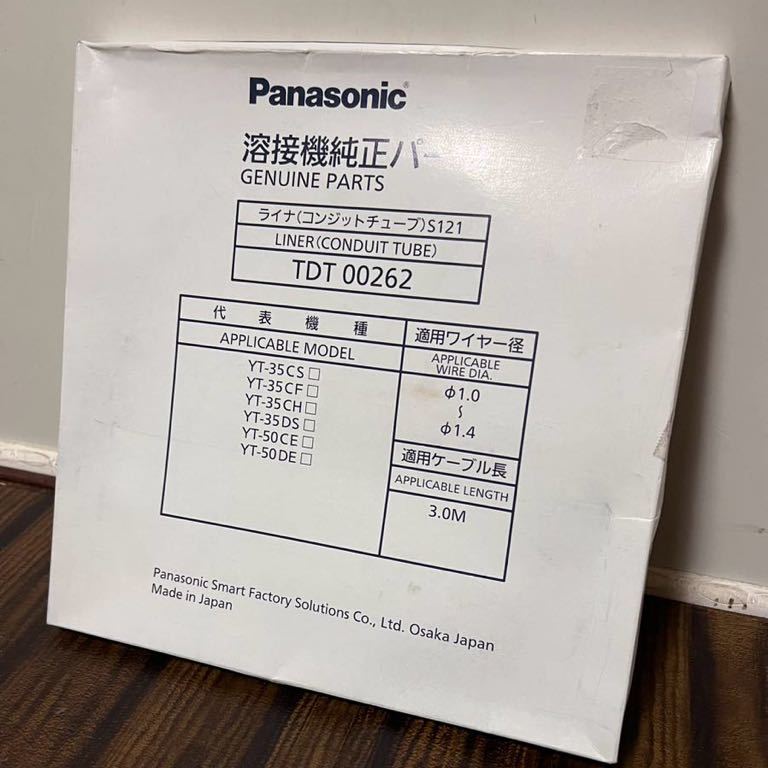 Panasonic®
溶接機純正パー
GENUINE PARTS
ライナ(コンジットチューブ)S121
LINER(CONDUIT TUBE)
TDT 00262
代表機種
APPLICABLE MODEL
YT-35CS□
YT-35CF□
YT-35CH□
YT-35DS□
YT-50CE□
YT-50DE□
適用ワイヤー径
APPLICABLE
WIRE DIA.
φ1.0
~
φ1.4
適用ケーブル長
APPLICABLE LENGTH
3.0M
Panasonic Smart Factory Solutions Co., Ltd. Osaka Japan
Made in Japan